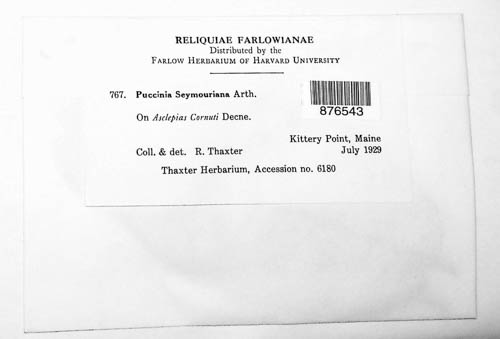 RELIQUIAE FARLOWIANAE
Distributed by the
FARLOW HERBARIUM OF HARVARD UNIVERSITY
767. Puccinia Seymouriana Arth.
876543
On Asclepias Cornuti Decne.
Kittery Point, Maine
Coll. & det. R. Thaxter July 1929
Thaxter Herbarium, Accession no. 6180